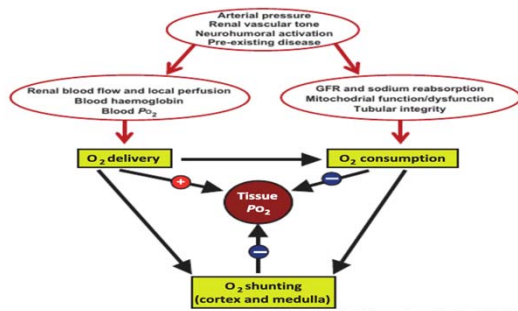 Arterial pressure
Renal vascular tone
Neurohumoral activation
Pre-existing disease
Renal blood flow and local perfusion
Blood haemoglobin
Blood Po₂
GFR and sodium reabsorption
Mitochdrial function/dysfunction
Tubular integrity
O₂ delivery
O₂ consumption
+
−
Tissue
Po₂
−
O₂ shunting
(cortex and medulla)